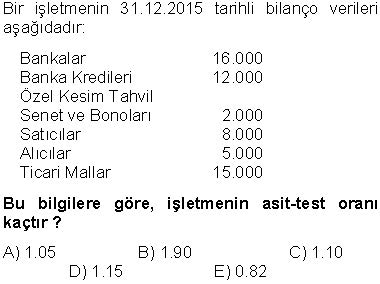 Bir işletmenin 31.12.2015 tarihli bilanço verileri
aşağıdadır:
Bankalar 16.000
Banka Kredileri 12.000
Özel Kesim Tahvil
Senet ve Bonoları 2.000
Satıcılar 8.000
Alıcılar 5.000
Ticari Mallar 15.000
Bu bilgilere göre, işletmenin asit-test oranı
kaçtır ?
A) 1.05 B) 1.90 C) 1.10
D) 1.15 E) 0.82